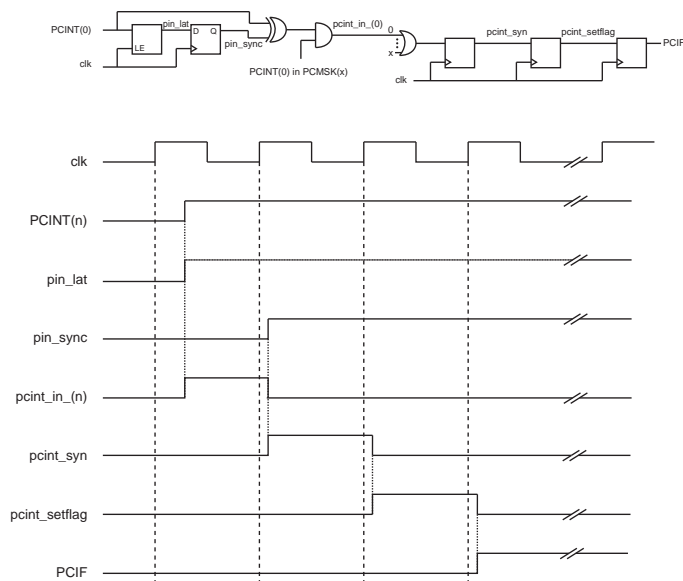 PCINT(0)
pin_lat
D Q
LE
pin_sync
clk
PCINT(0) in PCMSK(x)
pcint_in_(0)
0
x
clk
pcint_syn
pcint_setflag
PCIF
clk
PCINT(n)
pin_lat
pin_sync
pcint_in_(n)
pcint_syn
pcint_setflag
PCIF